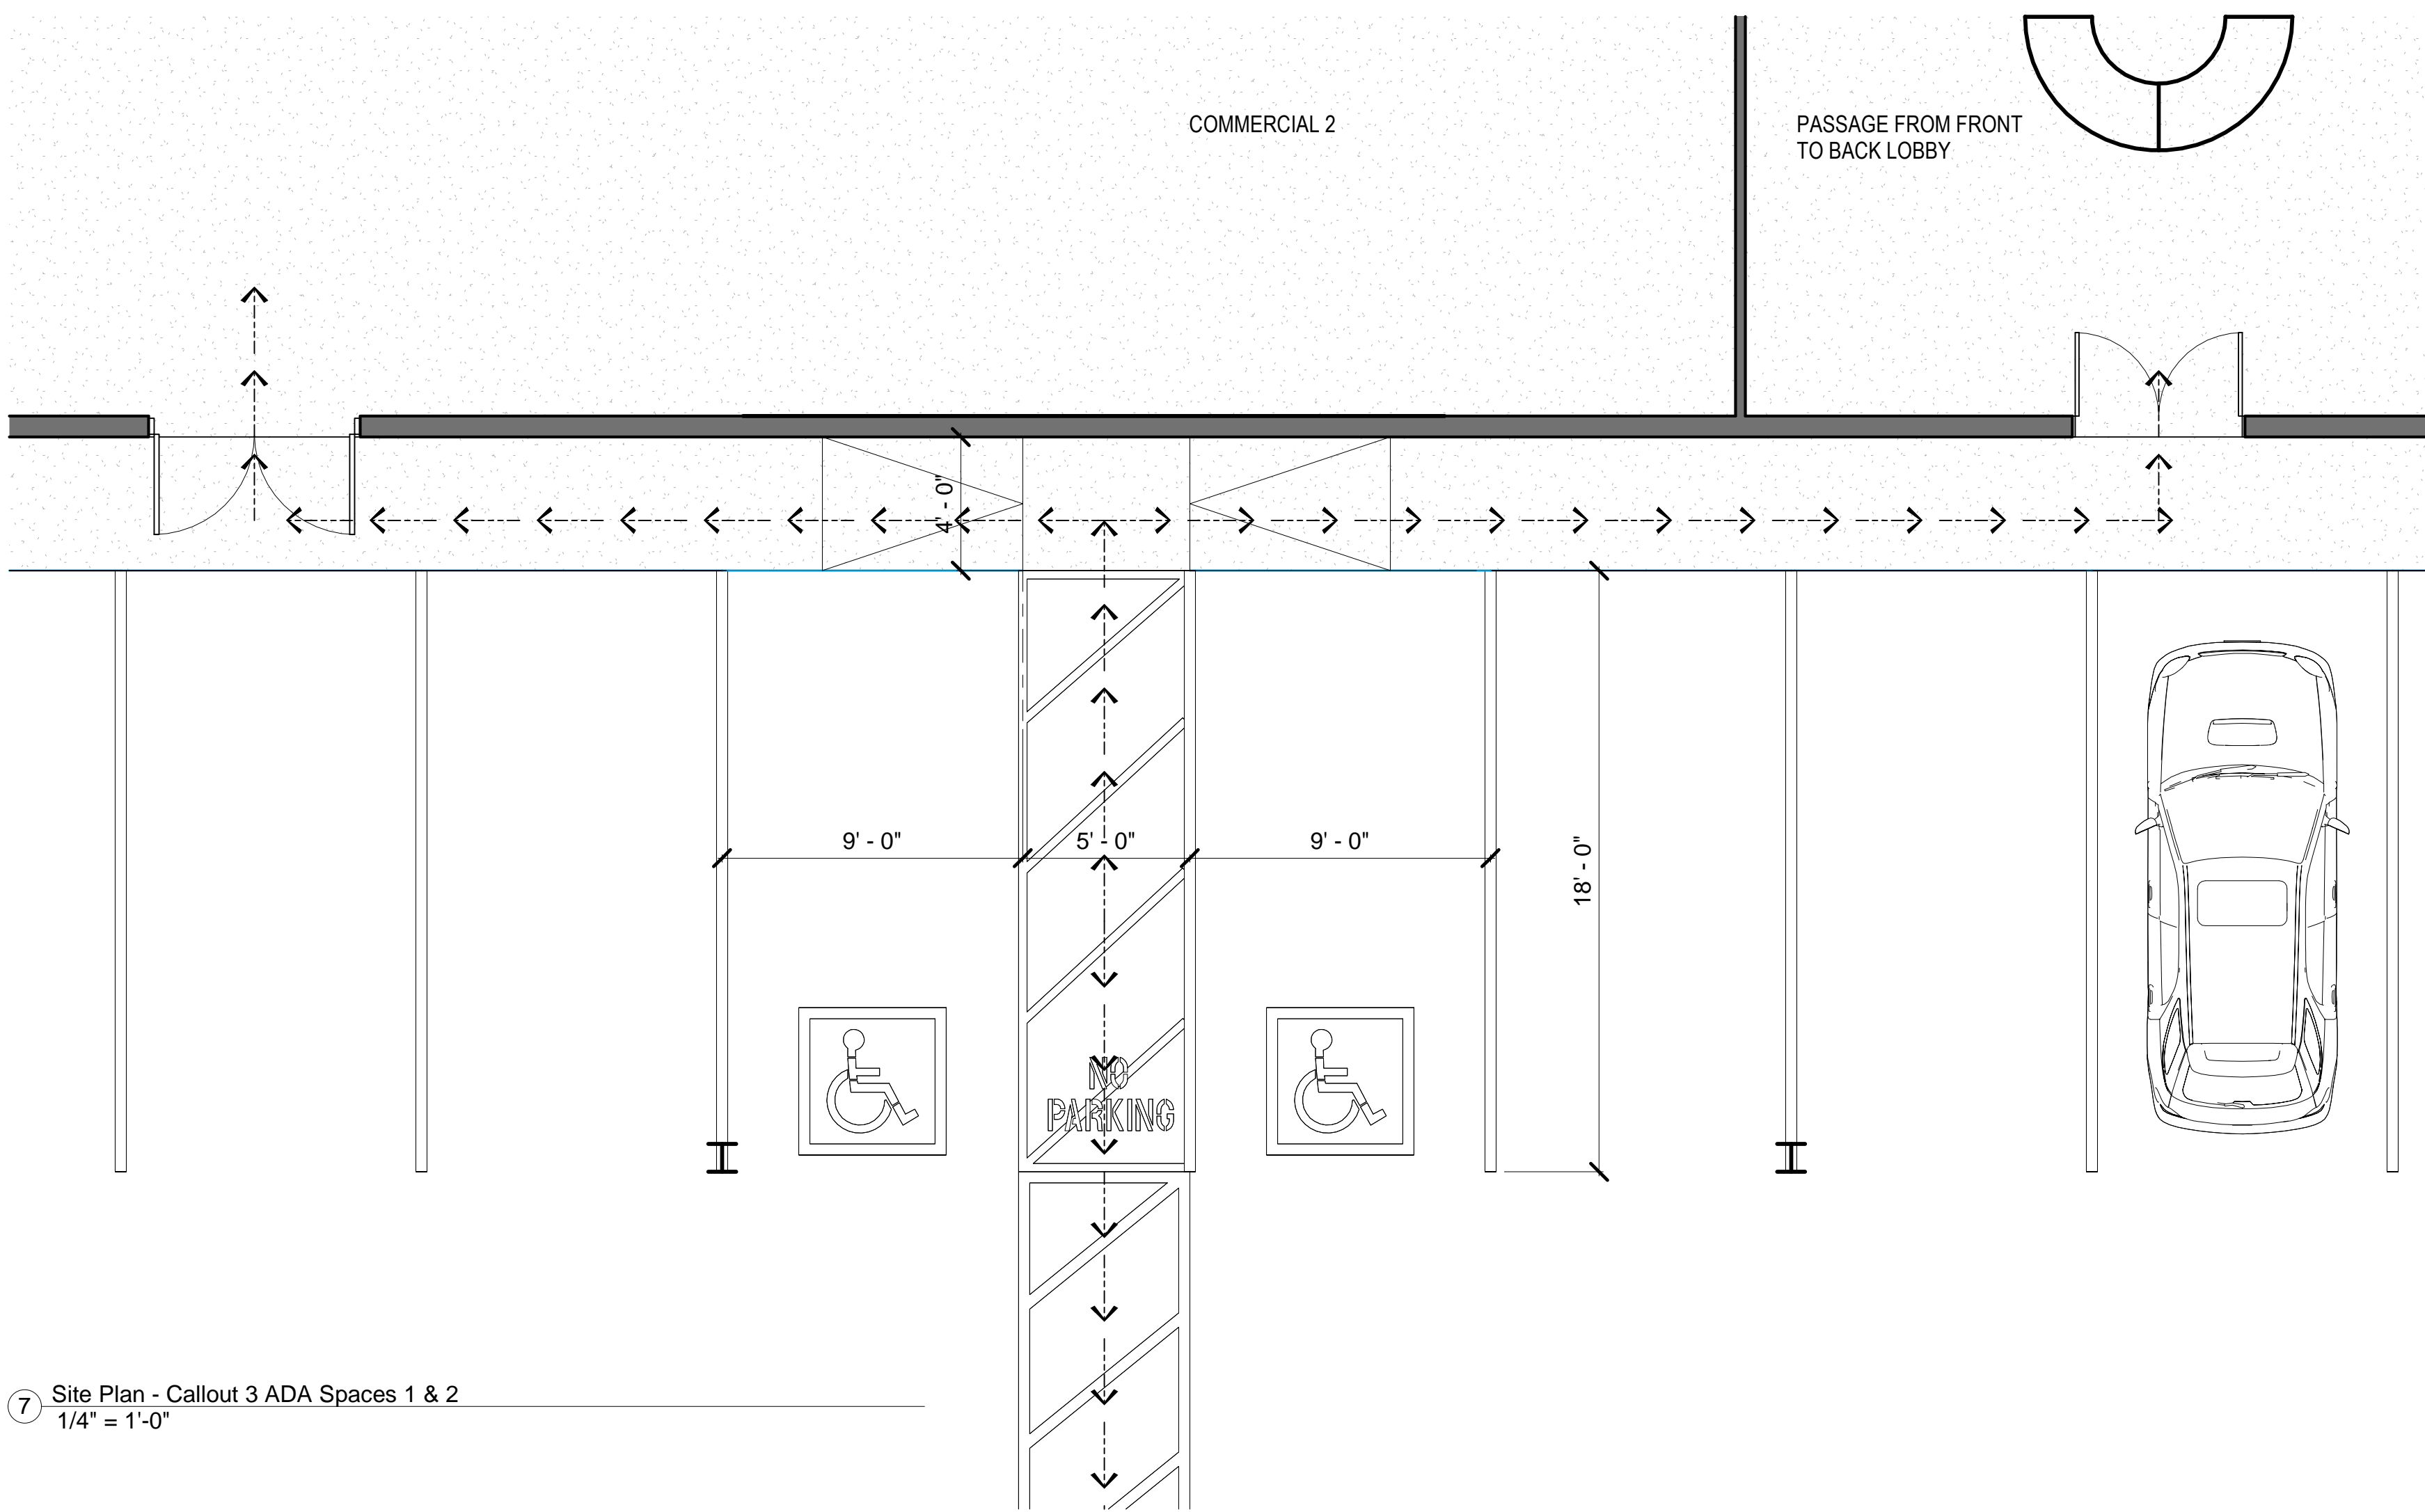 COMMERCIAL 2
PASSAGE FROM FRONT
TO BACK LOBBY
4' - 0"
9' - 0"
5' - 0"
9' - 0"
18' - 0"
NO
PARKING
7
Site Plan - Callout 3 ADA Spaces 1 & 2
1/4" = 1'-0"